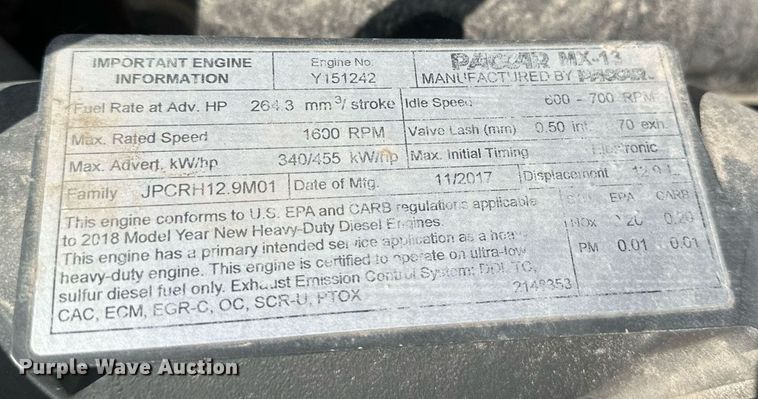 IMPORTANT ENGINE
INFORMATION
Engine No.
Y151242
PACCAR MX-13
MANUFACTURED BY PACCAR
Fuel Rate at Adv. HP 264.3 mm³/ stroke
Idle Speed 600 - 700 RPM
Max. Rated Speed 1600 RPM
Valve Lash (mm) 0.50 int. 70 exh.
Max. Advert. kW/hp 340/455 kW/hp
Max. Initial Timing
Family JPCRH12.9M01
Date of Mfg. 11/2017
Displacement 12.9 L
This engine conforms to U.S. EPA and CARB regulations applicable
to 2018 Model Year New Heavy-Duty Diesel Engines.
This engine has a primary intended service application as a
heavy-duty engine. This engine is certified to operate on ultra-low
sulfur diesel fuel only. Exhaust Emission Control System: DDI, TC,
CAC, ECM, EGR-C, OC, SCR-U, PTOX
2148353
EPA CARB
NOx 0.20
PM 0.01 0.01
Purple Wave Auction